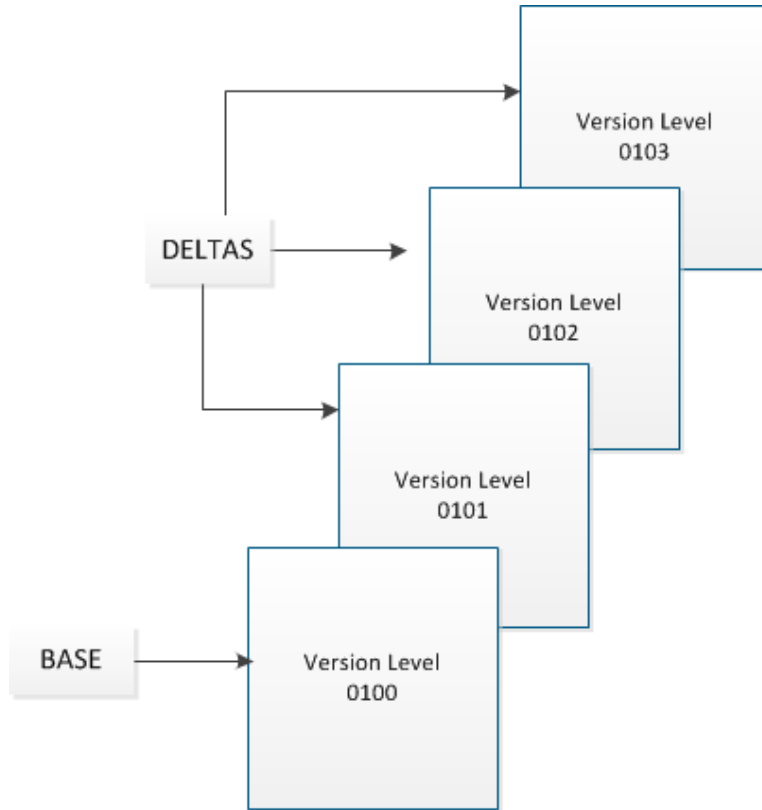 Version Level
0103
DELTAS
Version Level
0102
Version Level
0101
BASE
Version Level
0100